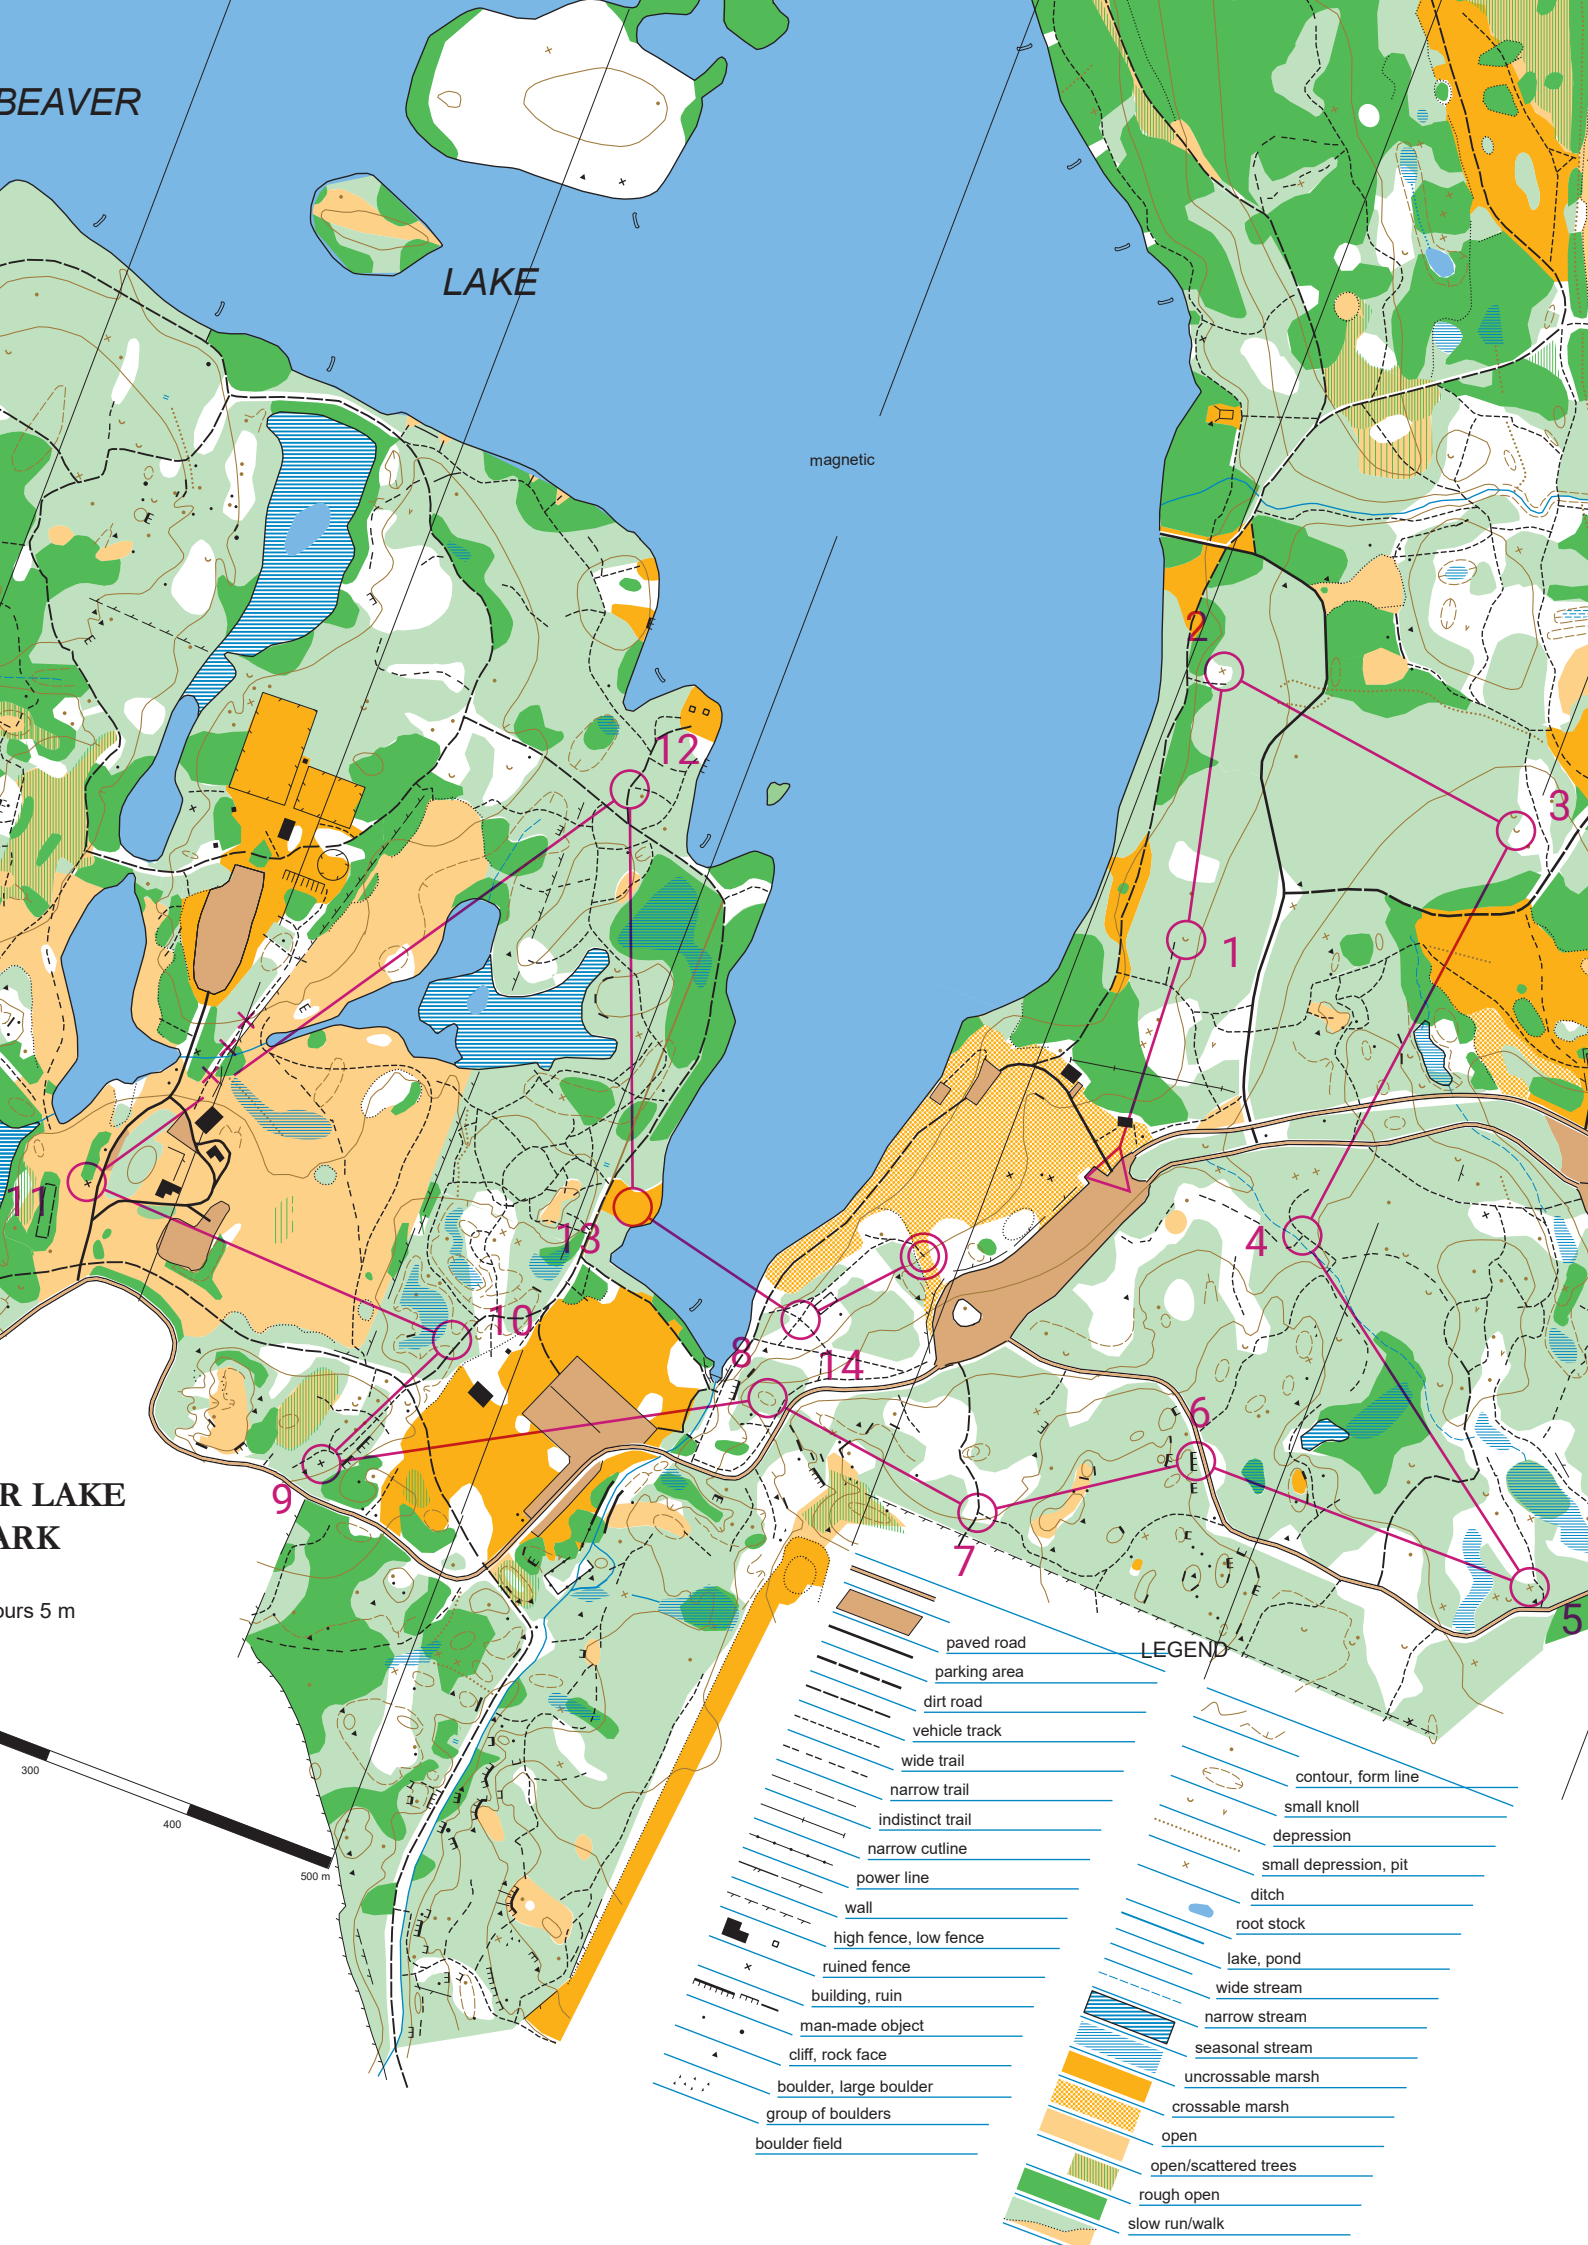 BEAVER
LAKE
magnetic
2
12
3
1
11
13
4
10
8
14
6
9
R LAKE
ARK
7
ours 5 m
5
LEGEND
300
400
500 m
paved road
parking area
dirt road
vehicle track
wide trail
narrow trail
indistinct trail
narrow cutline
power line
wall
high fence, low fence
ruined fence
building, ruin
man-made object
cliff, rock face
boulder, large boulder
group of boulders
boulder field
contour, form line
small knoll
depression
small depression, pit
ditch
root stock
lake, pond
wide stream
narrow stream
seasonal stream
uncrossable marsh
crossable marsh
open
open/scattered trees
rough open
slow run/walk